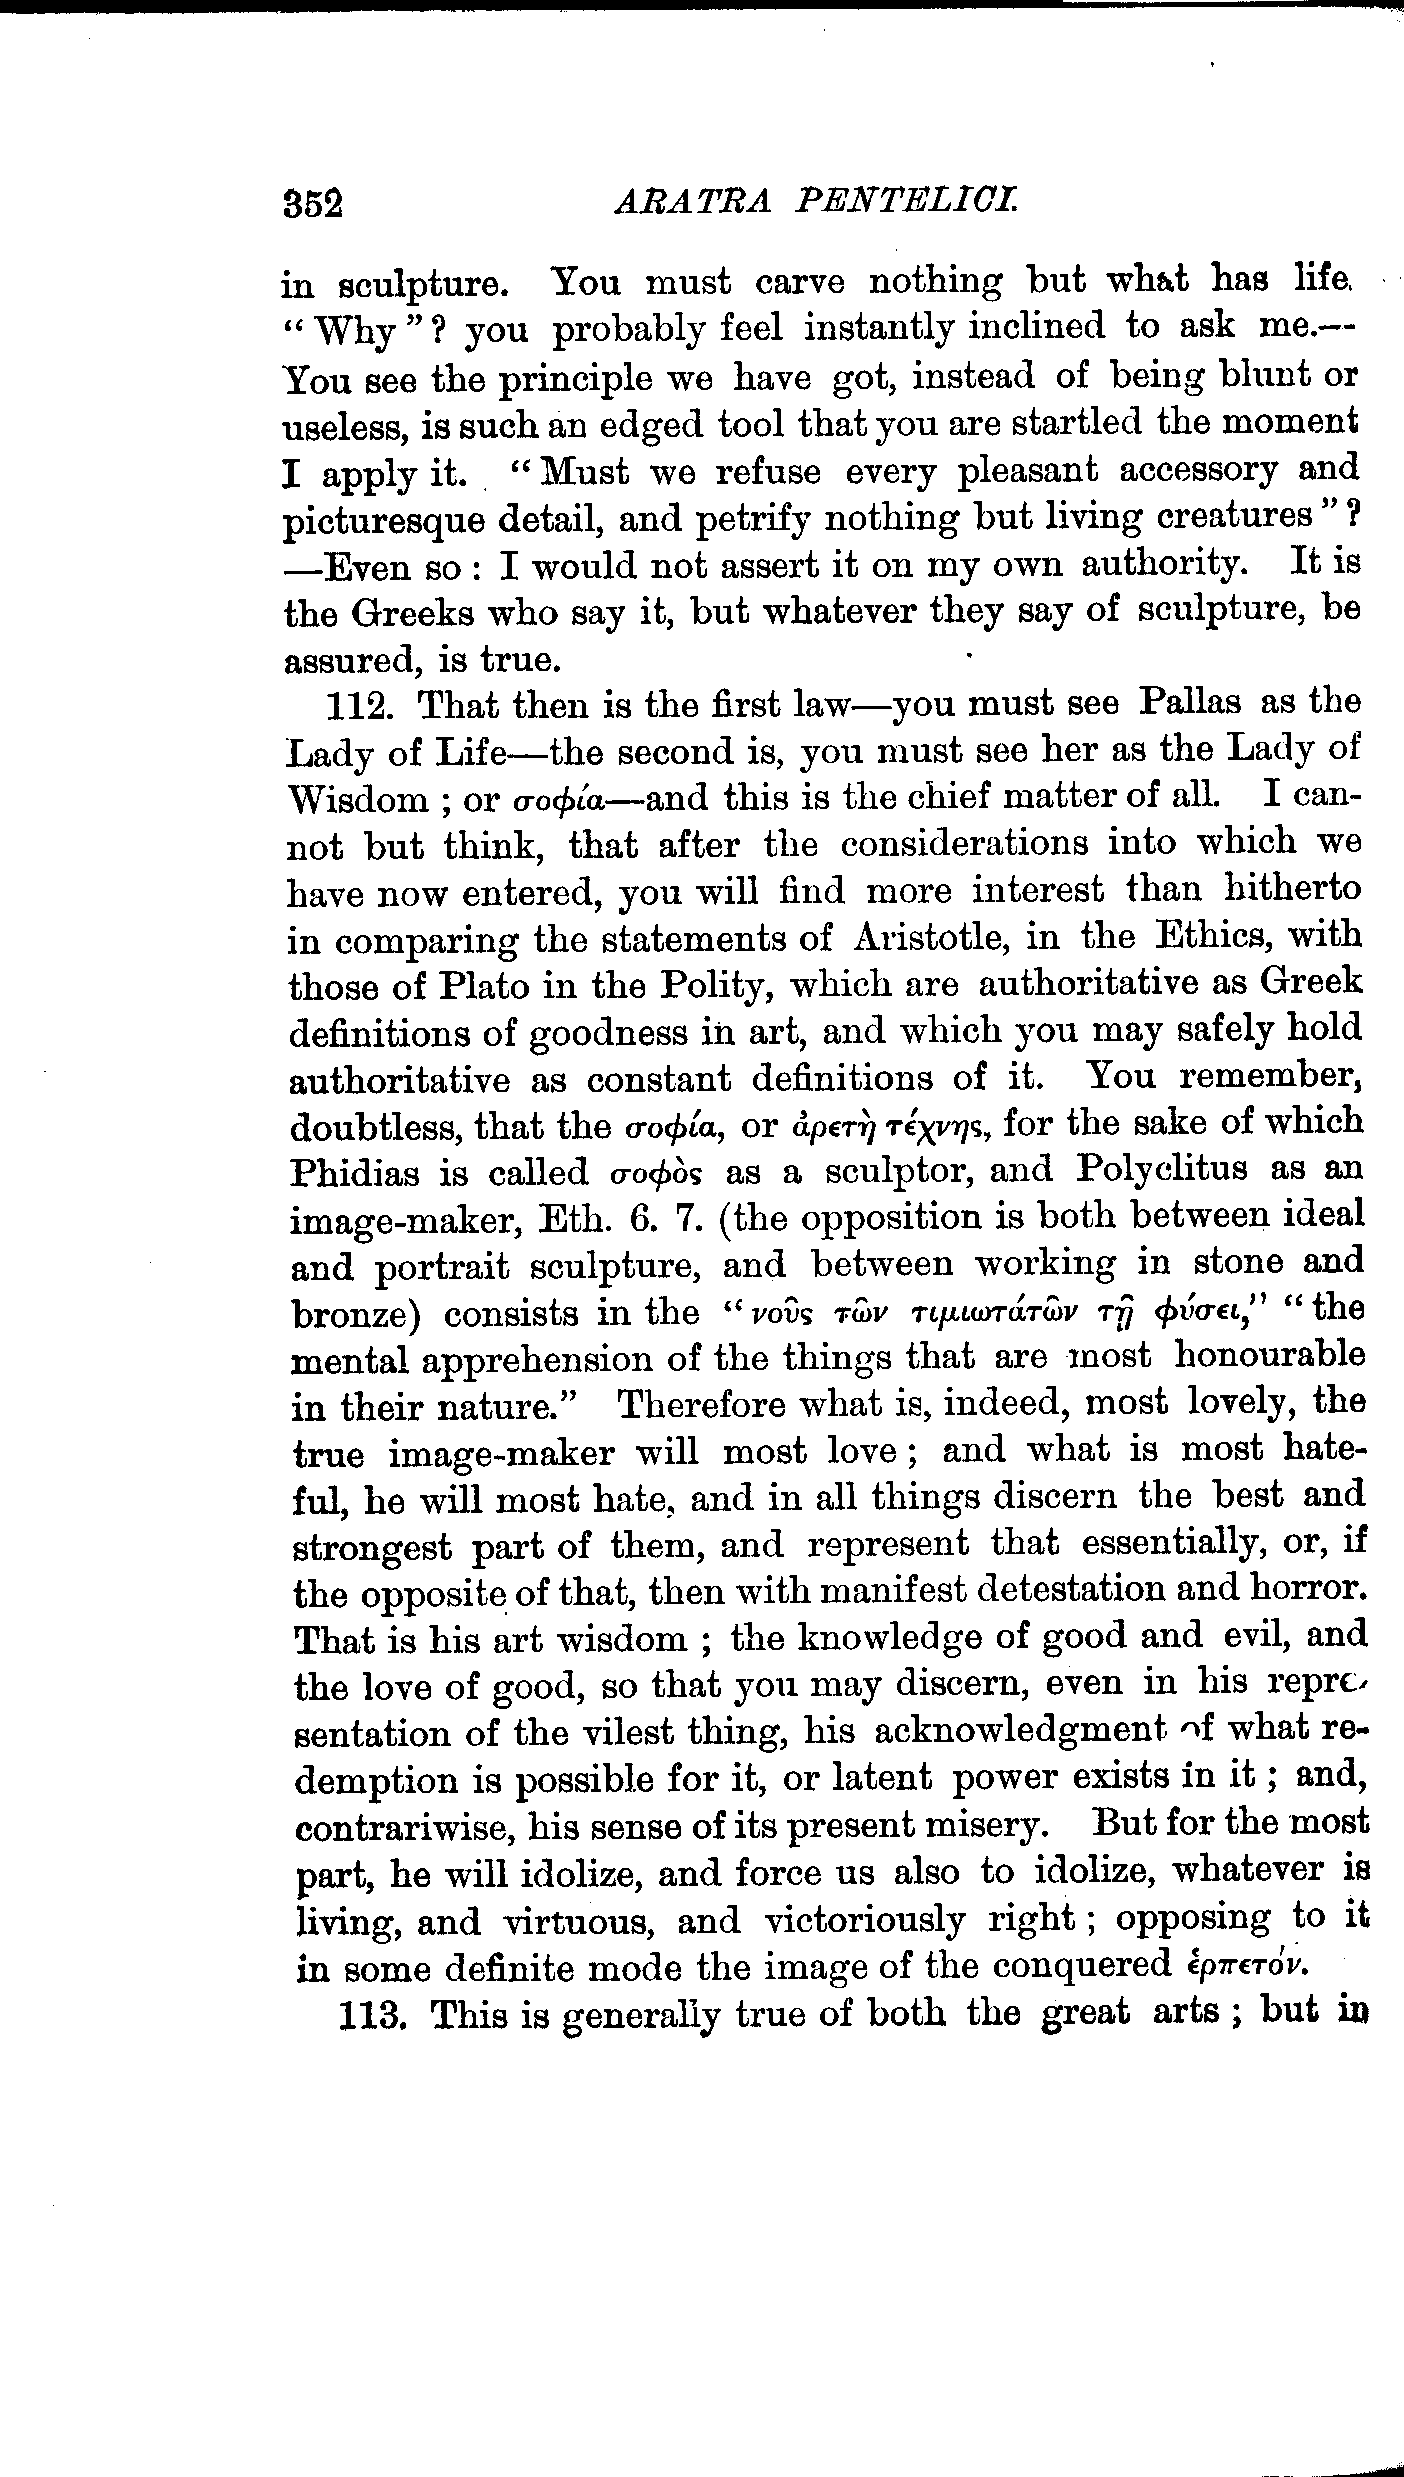 352 ARATRA PENTELICI.
in sculpture. You must carve nothing but what has life.
“Why”? you probably feel instantly inclined to ask me.—
You see the principle we have got, instead of being blunt or
useless, is such an edged tool that you are startled the moment
I apply it. “Must we refuse every pleasant accessory and
picturesque detail, and petrify nothing but living creatures”?
—Even so : I would not assert it on my own authority. It is
the Greeks who say it, but whatever they say of sculpture, be
assured, is true.
112. That then is the first law—you must see Pallas as the
Lady of Life—the second is, you must see her as the Lady of
Wisdom ; or σοφία—and this is the chief matter of all. I can-
not but think, that after the considerations into which we
have now entered, you will find more interest than hitherto
in comparing the statements of Aristotle, in the Ethics, with
those of Plato in the Polity, which are authoritative as Greek
definitions of goodness in art, and which you may safely hold
authoritative as constant definitions of it. You remember,
doubtless, that the σοφία, or ἀρετὴ τέχνης, for the sake of which
Phidias is called σοφὸς as a sculptor, and Polyclitus as an
image-maker, Eth. 6. 7. (the opposition is both between ideal
and portrait sculpture, and between working in stone and
bronze) consists in the “νοῦς τῶν τιμιωτάτῶν τῇ φύσει,” “the
mental apprehension of the things that are most honourable
in their nature.” Therefore what is, indeed, most lovely, the
true image-maker will most love ; and what is most hate-
ful, he will most hate, and in all things discern the best and
strongest part of them, and represent that essentially, or, if
the opposite of that, then with manifest detestation and horror.
That is his art wisdom ; the knowledge of good and evil, and
the love of good, so that you may discern, even in his repre-
sentation of the vilest thing, his acknowledgment of what re-
demption is possible for it, or latent power exists in it ; and,
contrariwise, his sense of its present misery. But for the most
part, he will idolize, and force us also to idolize, whatever is
living, and virtuous, and victoriously right ; opposing to it
in some definite mode the image of the conquered ἑρπετόν.
113. This is generally true of both the great arts ; but in